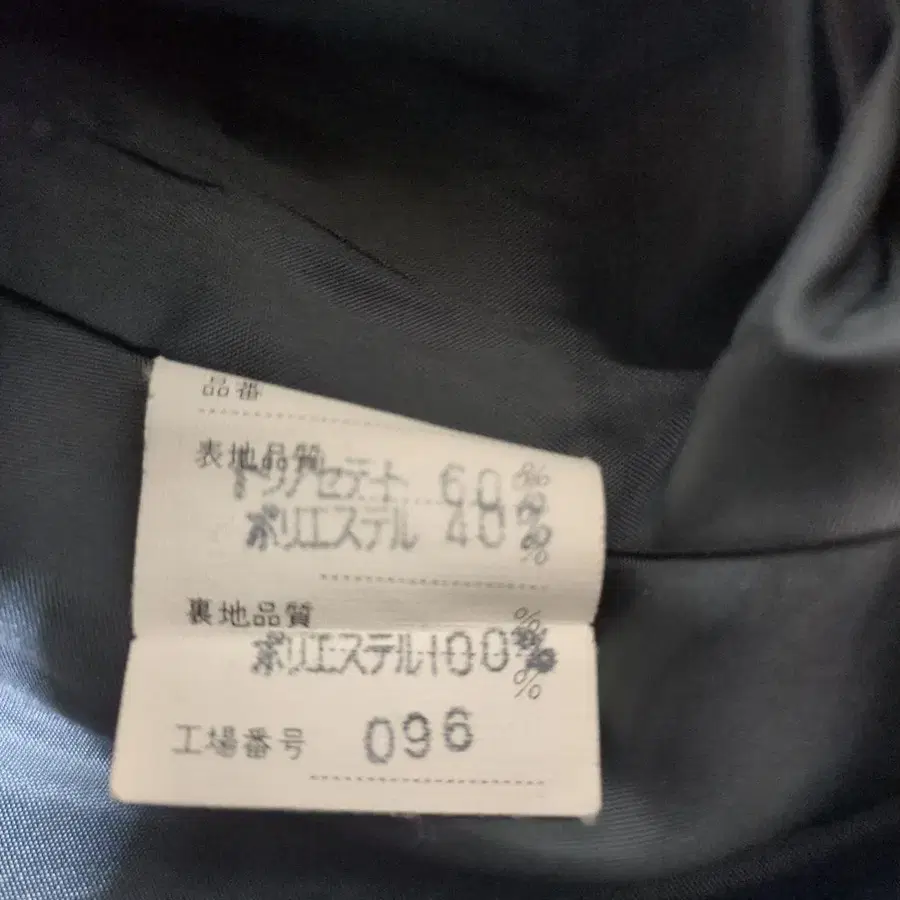 品番
表地品質
トリアセテート 60%
ポリエステル 40%
%
裏地品質 %
ポリエステル100%
%
工場番号 096